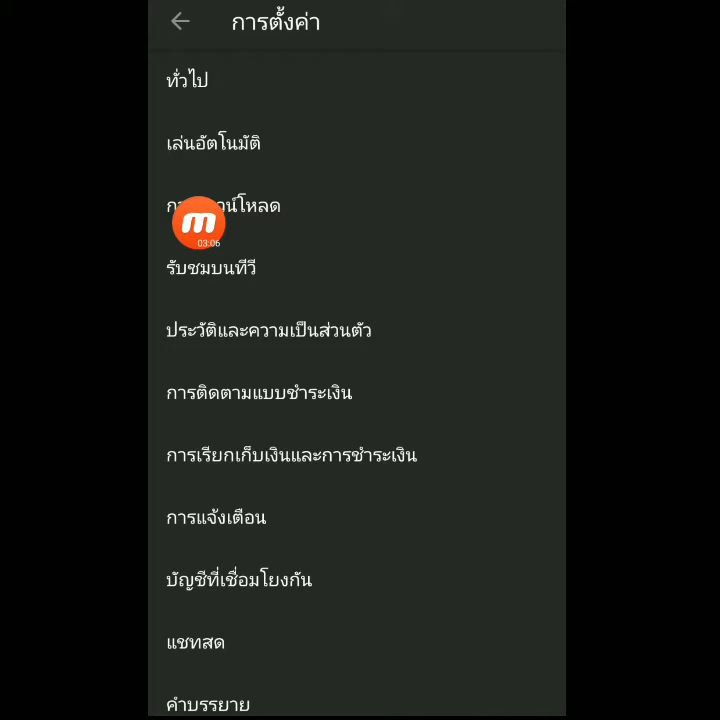 การตั้งค่า
ทั่วไป
เล่นอัตโนมัติ
วน์โหลด
m
03:06
รับชมบนทีวี
ประวัติและความเป็นส่วนตัว
การติดตามแบบชำระเงิน
การเรียกเก็บเงินและการชำระเงิน
การแจ้งเตือน
บัญชีที่เชื่อมโยงกัน
แชทสด
คำบรรยาย